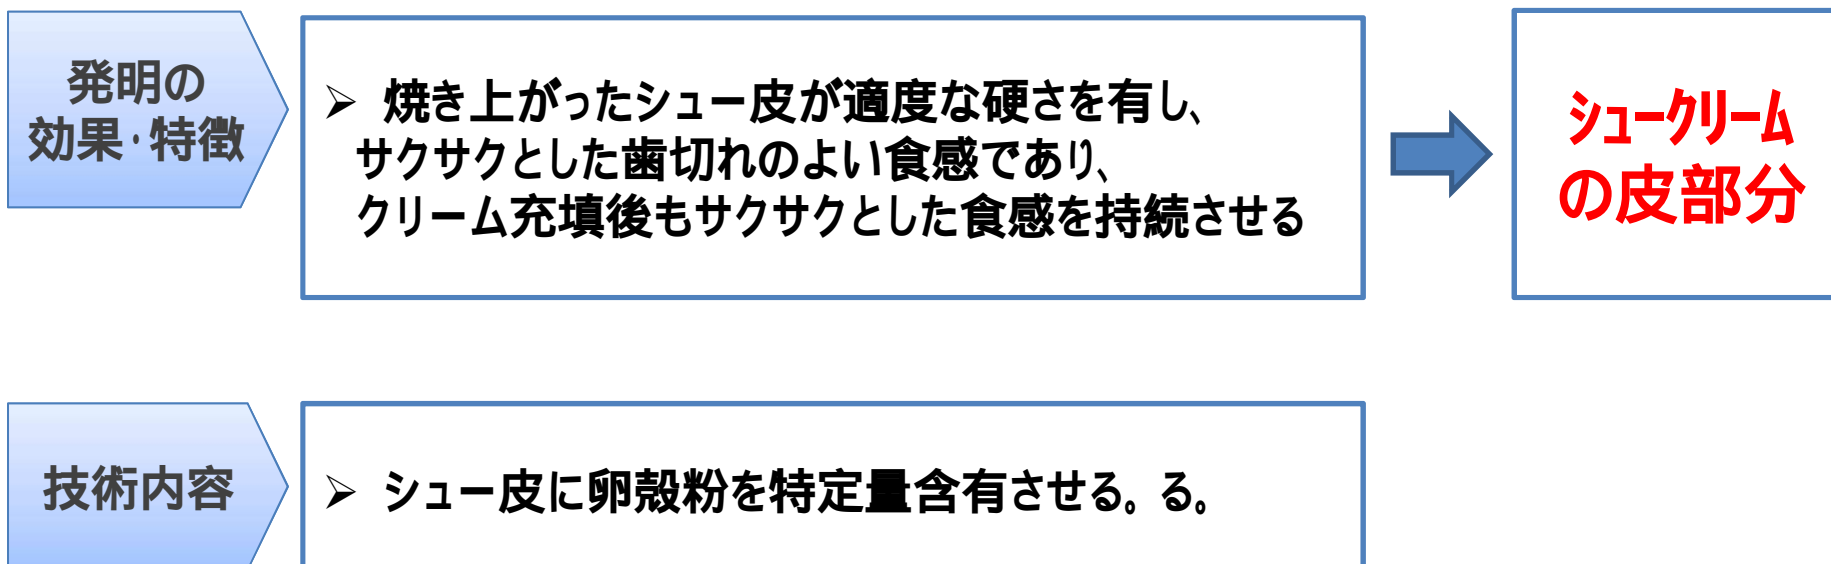 発明の
効果・特徴
➢ 焼き上がったシュー皮が適度な硬さを有し、
サクサクとした歯切れのよい食感であり、
クリーム充填後もサクサクとした食感を持続させる
シュークリーム
の皮部分
技術内容
➢ シュー皮に卵殻粉を特定量含有させる。る。